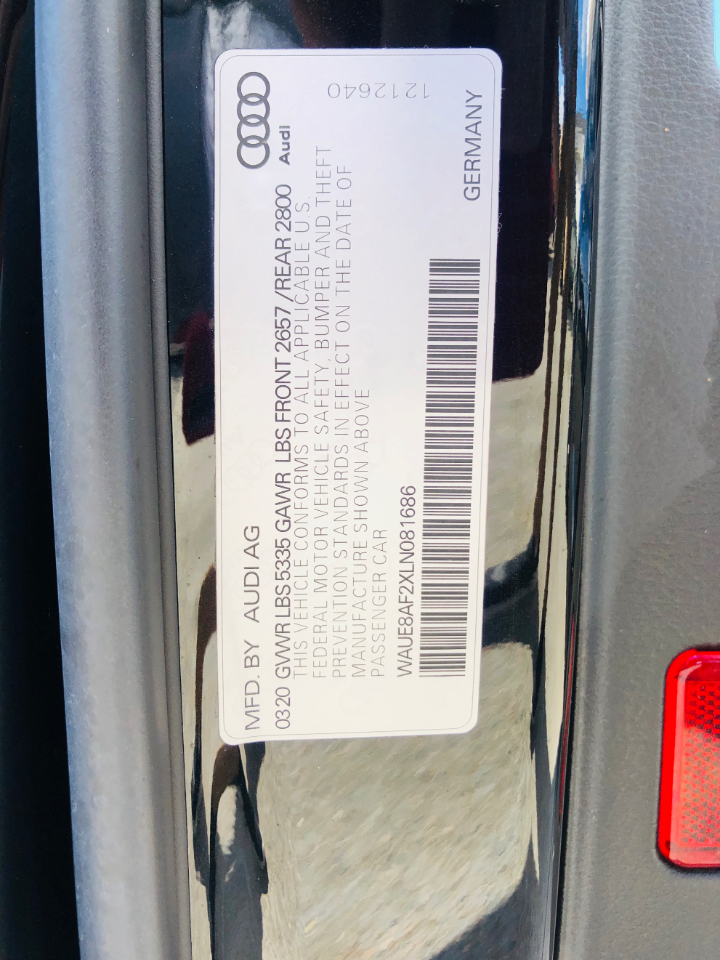 Audi
MFD. BY AUDI AG
0320 GVWR LBS 5335 GAWR LBS FRONT 2657/REAR 2800
THIS VEHICLE CONFORMS TO ALL APPLICABLE U.S.
FEDERAL MOTOR VEHICLE SAFETY, BUMPER AND THEFT
PREVENTION STANDARDS IN EFFECT ON THE DATE OF
MANUFACTURE SHOWN ABOVE
PASSENGER CAR
WAUE8AF2XLN081686
GERMANY
1212640